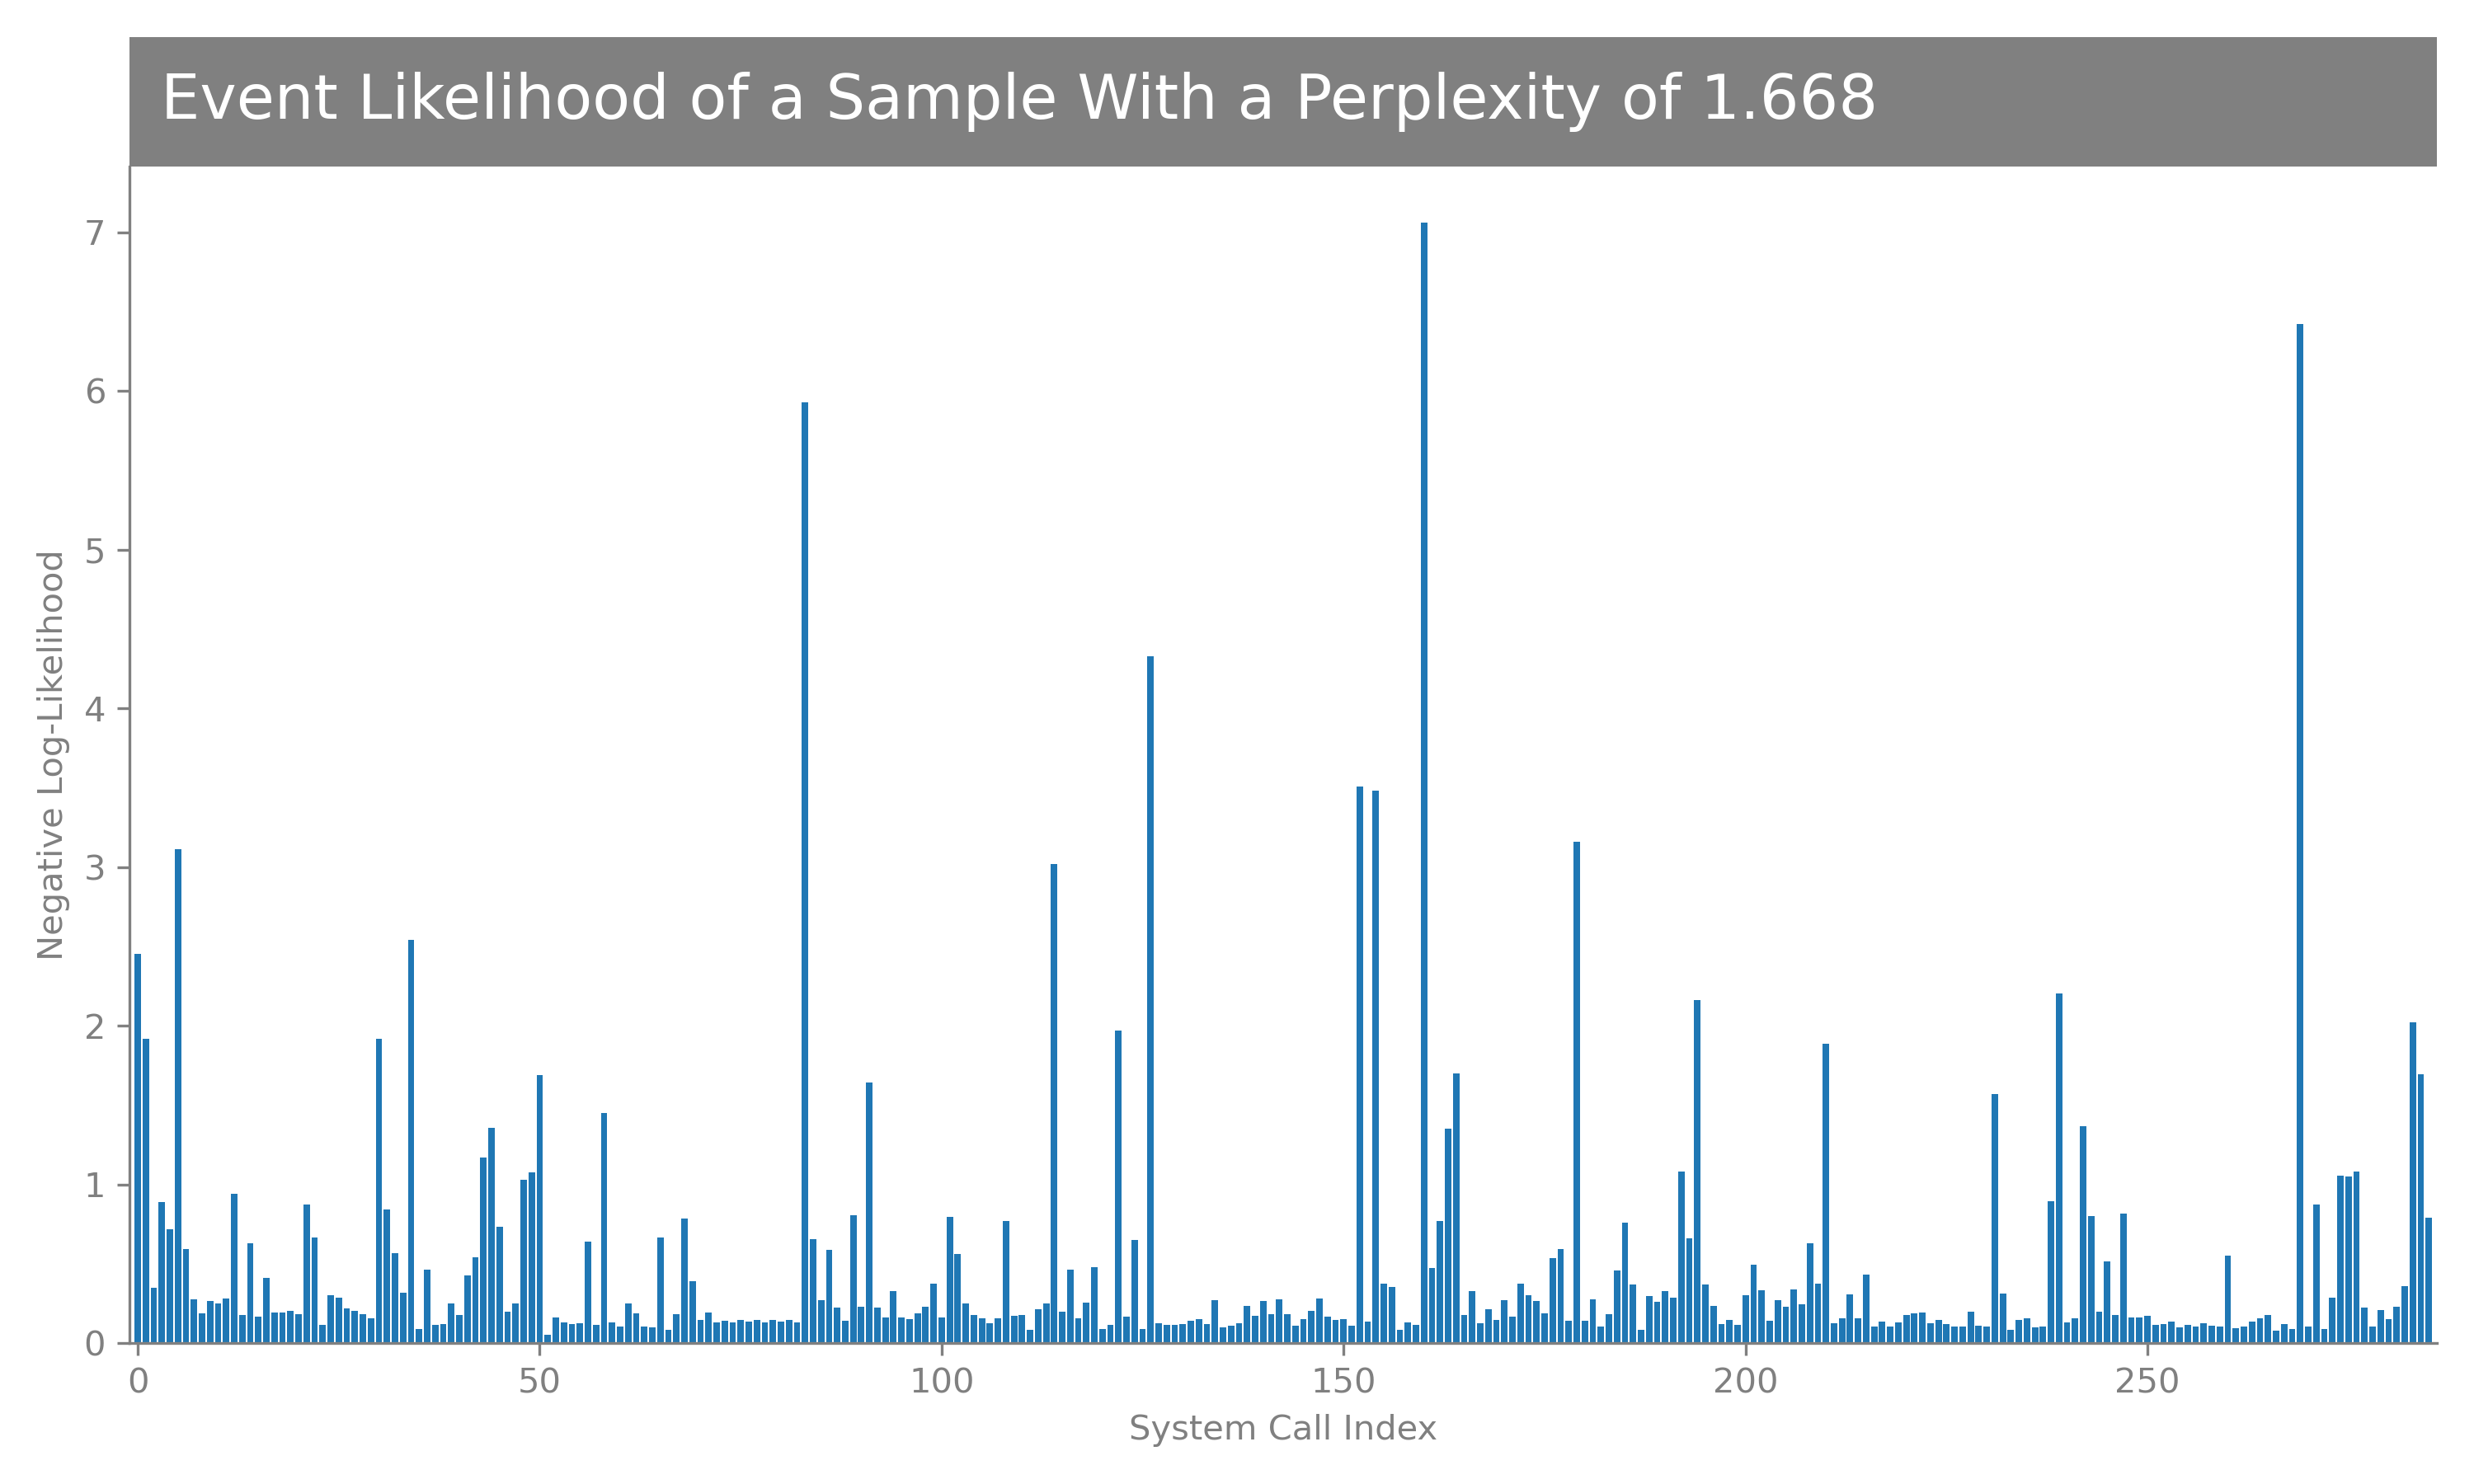 Event Likelihood of a Sample With a Perplexity of 1.668
7
6
5
4
3
2
1
0
Negative Log-Likelihood
0 50 100 150 200 250
System Call Index